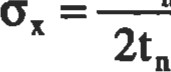 σₓ =
2tₙ